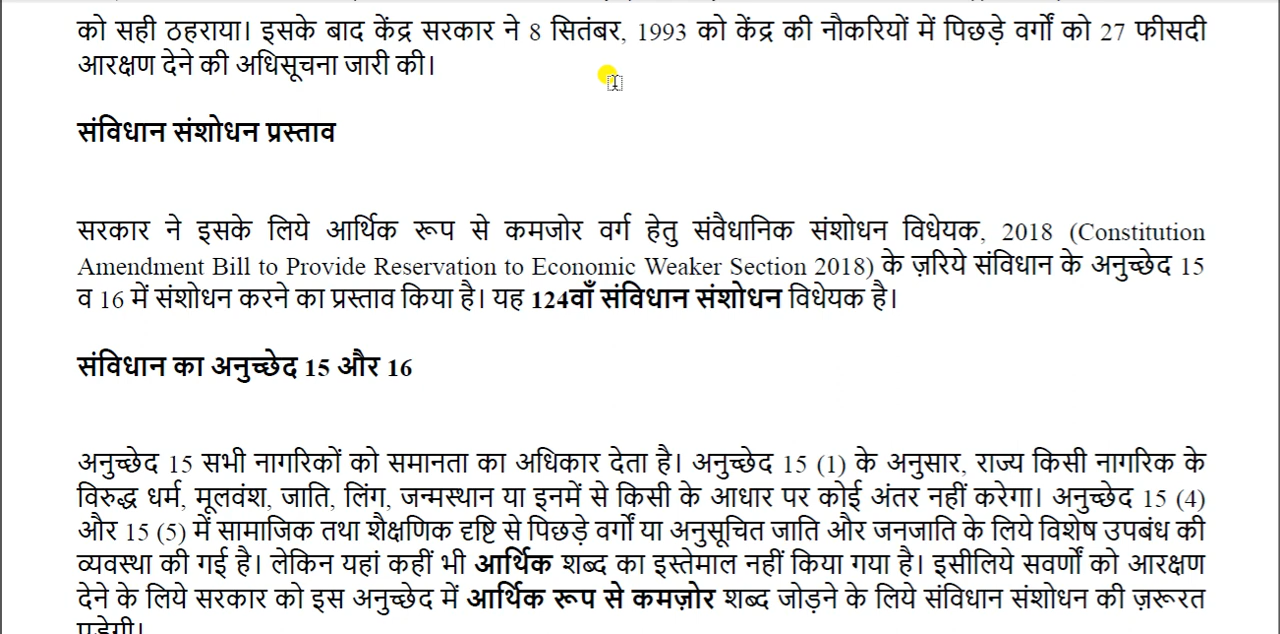 को सही ठहराया। इसके बाद केंद्र सरकार ने 8 सितंबर, 1993 को केंद्र की नौकरियों में पिछड़े वर्गों को 27 फीसदी
आरक्षण देने की अधिसूचना जारी की।
संविधान संशोधन प्रस्ताव
सरकार ने इसके लिये आर्थिक रूप से कमजोर वर्ग हेतु संवैधानिक संशोधन विधेयक, 2018 (Constitution
Amendment Bill to Provide Reservation to Economic Weaker Section 2018) के ज़रिये संविधान के अनुच्छेद 15
व 16 में संशोधन करने का प्रस्ताव किया है। यह 124वाँ संविधान संशोधन विधेयक है।
संविधान का अनुच्छेद 15 और 16
अनुच्छेद 15 सभी नागरिकों को समानता का अधिकार देता है। अनुच्छेद 15 (1) के अनुसार, राज्य किसी नागरिक के
विरुद्ध धर्म, मूलवंश, जाति, लिंग, जन्मस्थान या इनमें से किसी के आधार पर कोई अंतर नहीं करेगा। अनुच्छेद 15 (4)
और 15 (5) में सामाजिक तथा शैक्षणिक दृष्टि से पिछड़े वर्गों या अनुसूचित जाति और जनजाति के लिये विशेष उपबंध की
व्यवस्था की गई है। लेकिन यहां कहीं भी आर्थिक शब्द का इस्तेमाल नहीं किया गया है। इसीलिये सवर्णों को आरक्षण
देने के लिये सरकार को इस अनुच्छेद में आर्थिक रूप से कमज़ोर शब्द जोड़ने के लिये संविधान संशोधन की ज़रूरत
पड़ेगी।